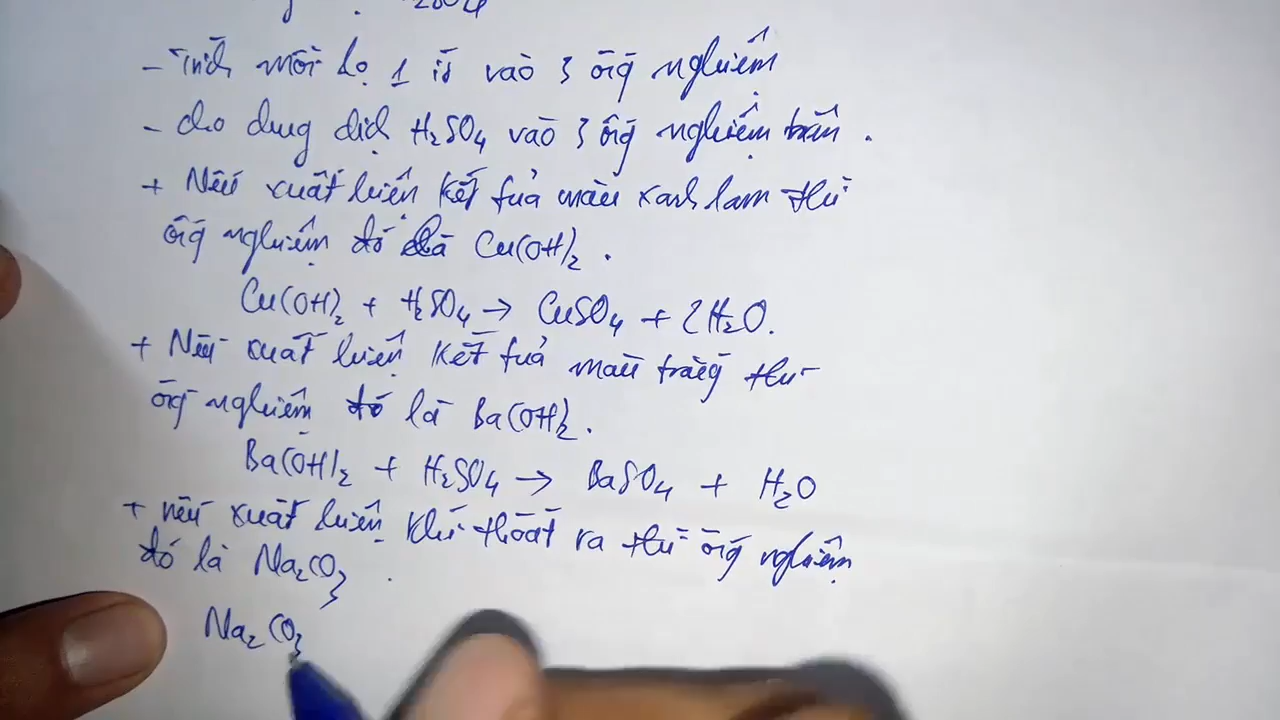 - Trích mỗi lọ 1 ít vào 3 ống nghiệm
- cho dung dịch H₂SO₄ vào 3 ống nghiệm trên .
+ Nếu xuất hiện kết tủa màu xanh lam thì
ống nghiệm đó là Cu(OH)₂ .
Cu(OH)₂ + H₂SO₄ → CuSO₄ + 2H₂O.
+ Nếu xuất hiện kết tủa màu trắng thì
ống nghiệm đó là Ba(OH)₂ .
Ba(OH)₂ + H₂SO₄ → BaSO₄ + H₂O
+ nếu xuất hiện khí thoát ra thì ống nghiệm
đó là Na₂CO₃ .
Na₂CO₃